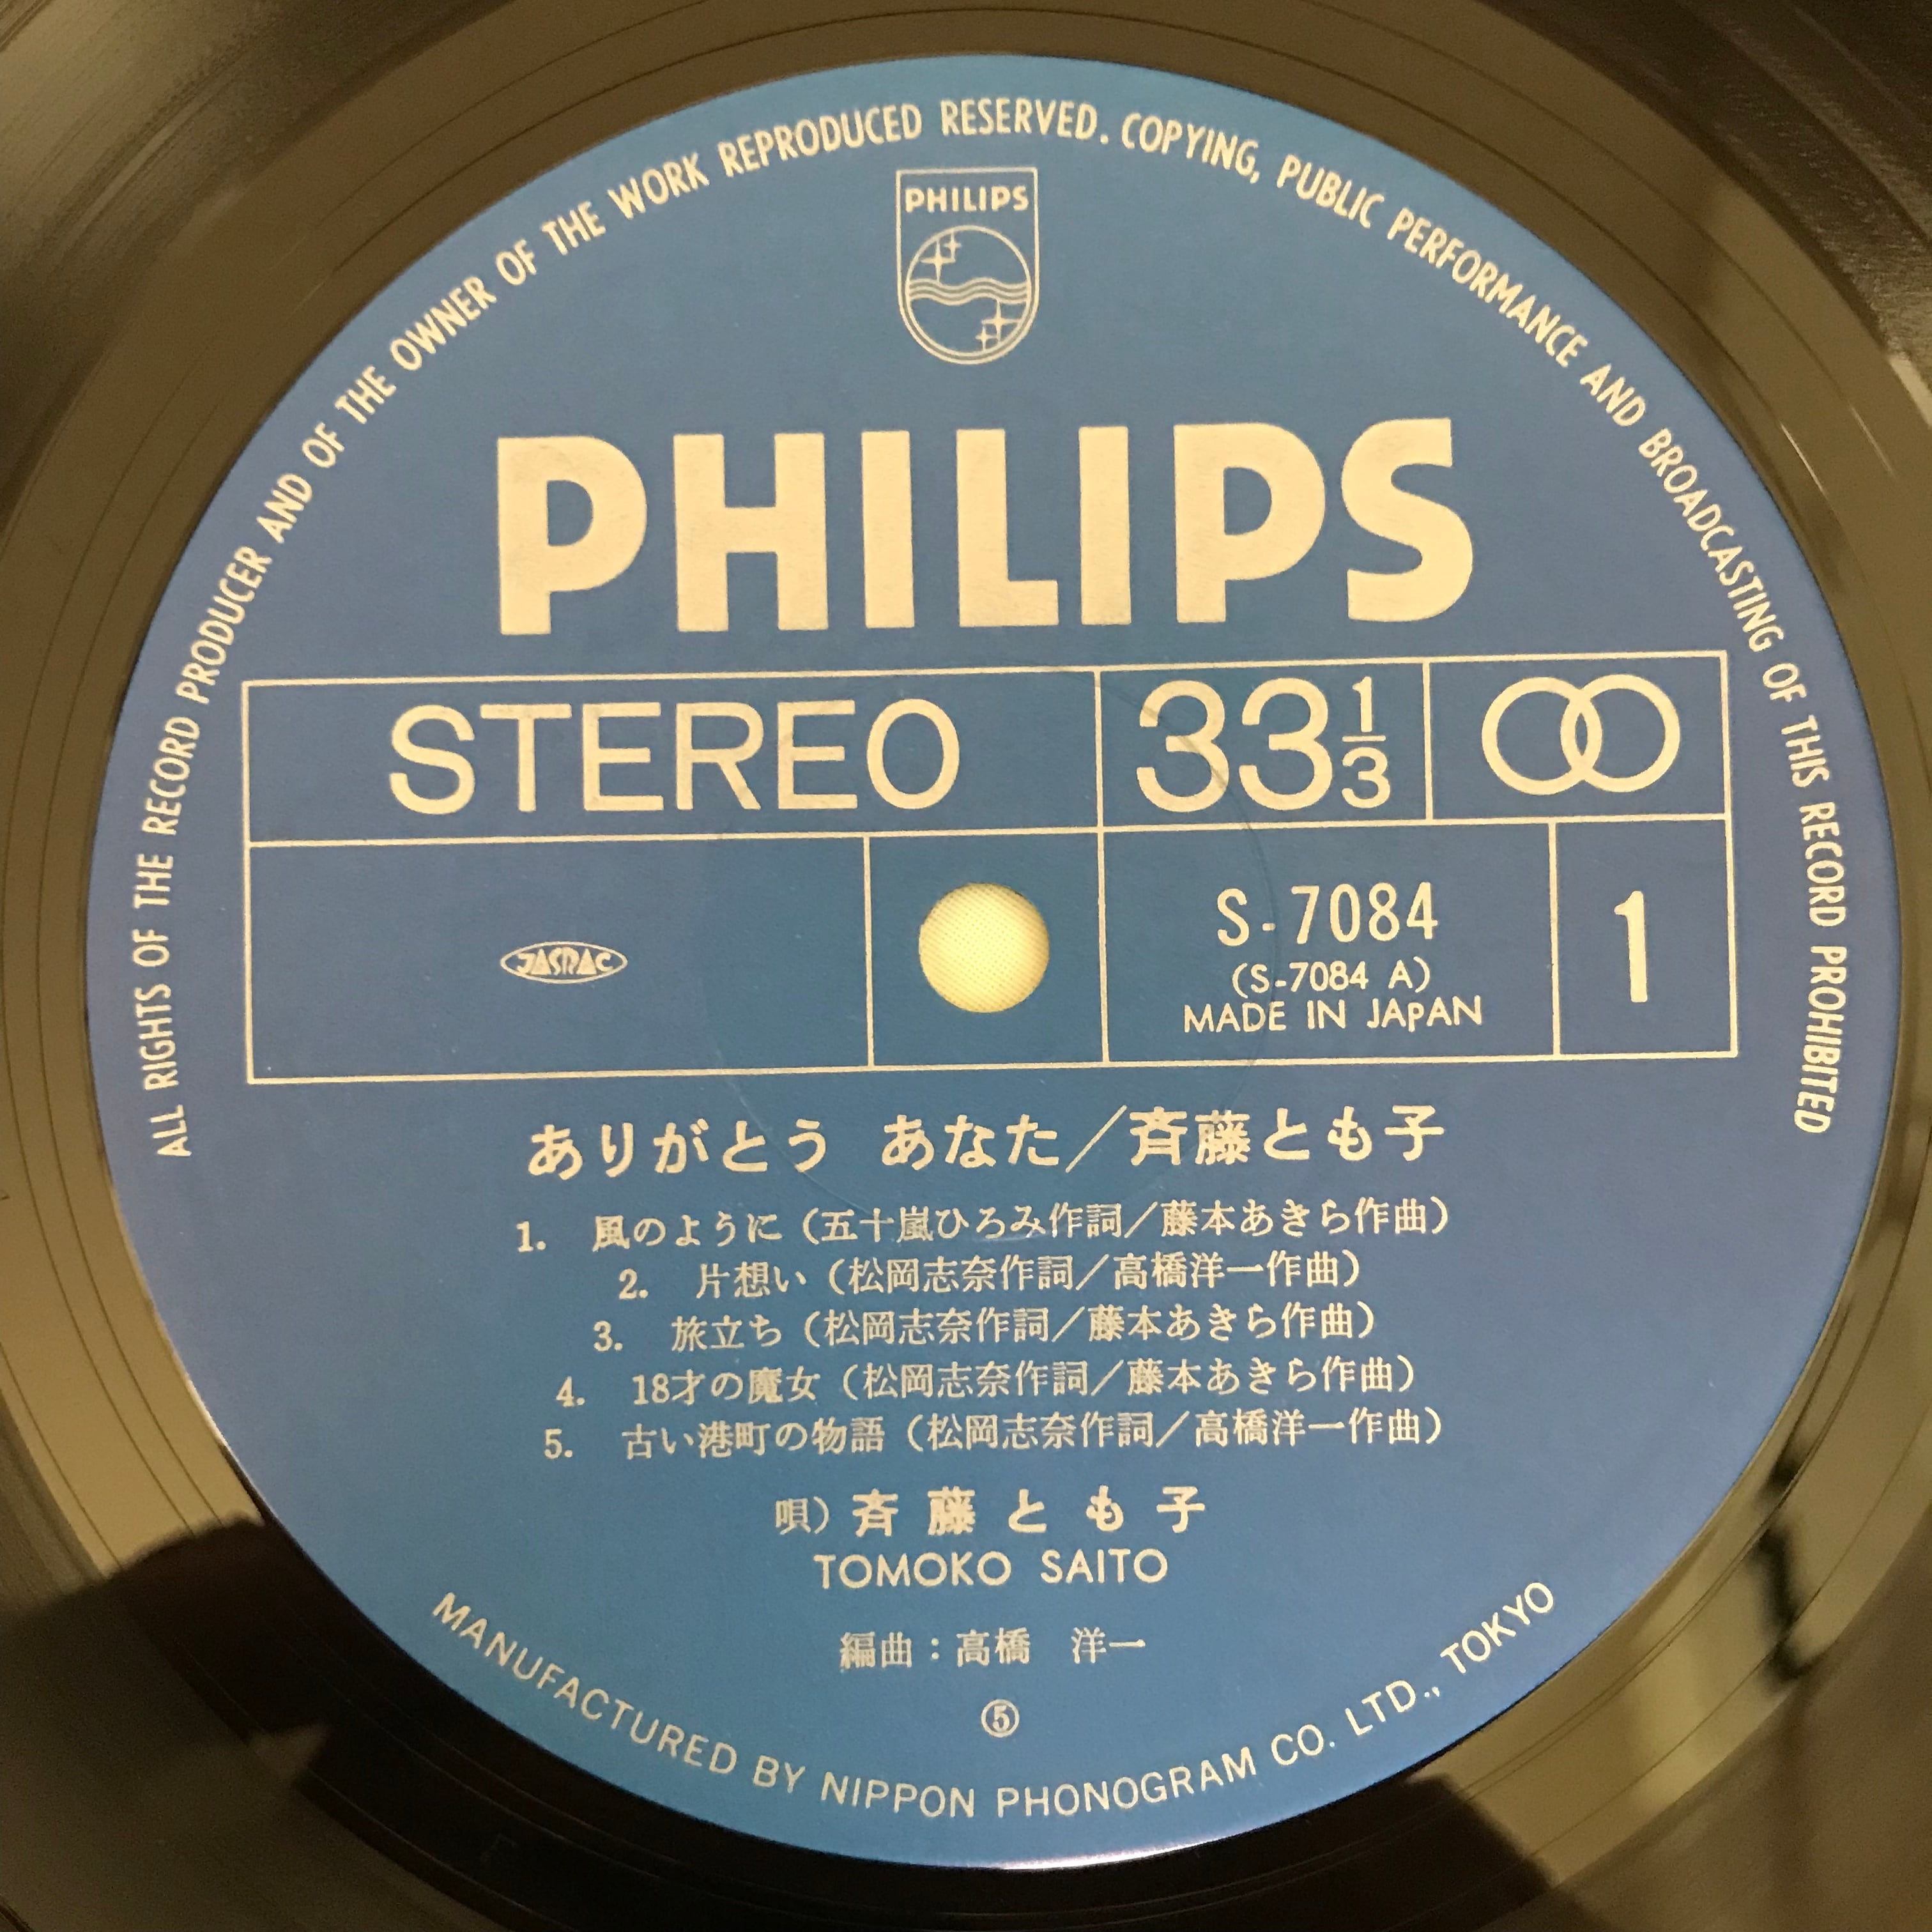 ALL RIGHTS OF THE RECORD PRODUCER AND OF THE OWNER OF THE WORK REPRODUCED RESERVED. COPYING, PUBLIC PERFORMANCE AND BROADCASTING OF THIS RECORD PROHIBITED
PHILIPS
PHILIPS
STEREO 33 1/3
JASRAC
S-7084
(S-7084 A)
MADE IN JAPAN
1
ありがとう あなた/斉藤とも子
1. 風のように(五十嵐ひろみ作詞/藤本あきら作曲)
2. 片想い(松岡志奈作詞/高橋洋一作曲)
3. 旅立ち(松岡志奈作詞/藤本あきら作曲)
4. 18才の魔女(松岡志奈作詞/藤本あきら作曲)
5. 古い港町の物語(松岡志奈作詞/高橋洋一作曲)
唄)斉藤とも子
TOMOKO SAITO
編曲:高橋 洋一
⑤
MANUFACTURED BY NIPPON PHONOGRAM CO. LTD., TOKYO